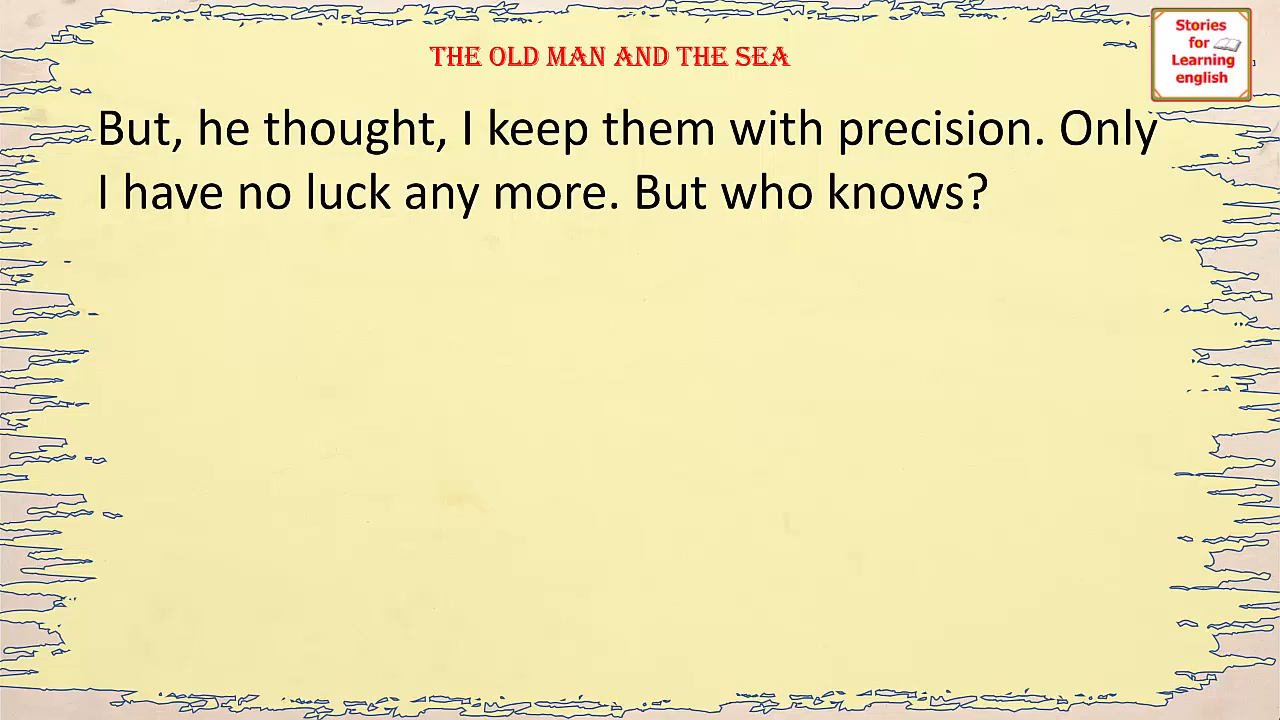 THE OLD MAN AND THE SEA
Stories
for
Learning
english
But, he thought, I keep them with precision. Only
I have no luck any more. But who knows?